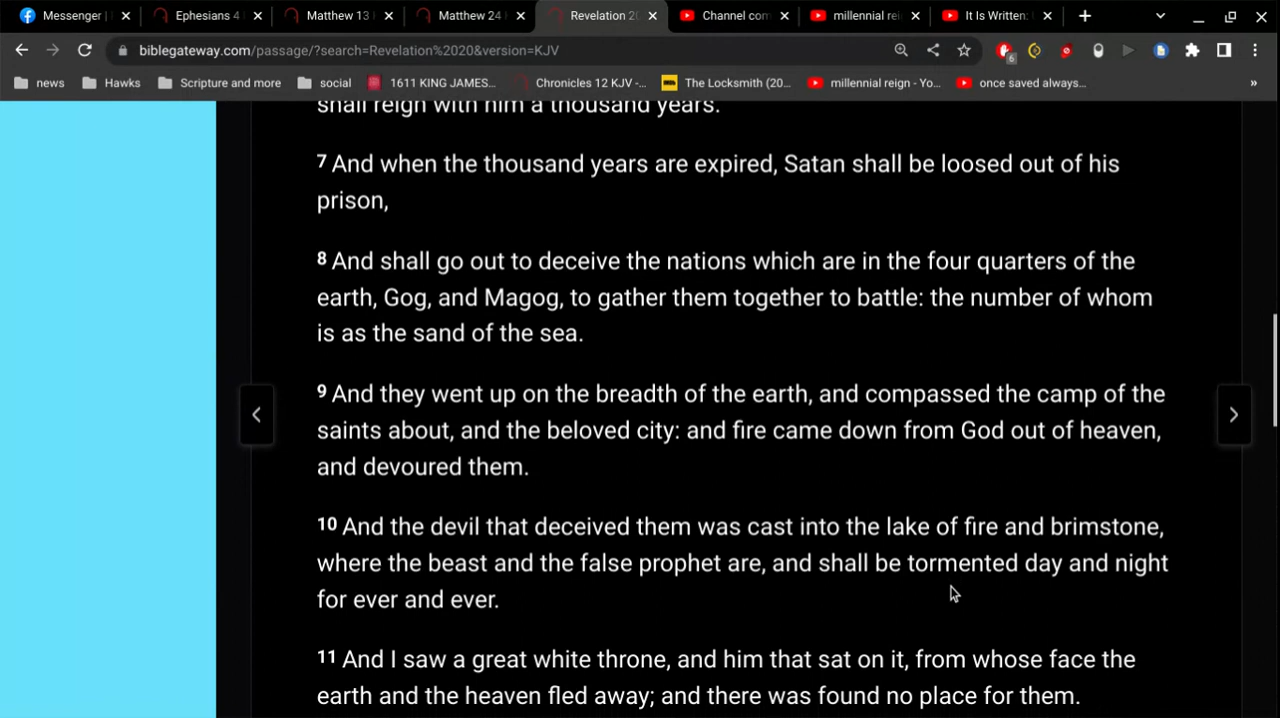 Messenger |
Ephesians 4
Matthew 13
Matthew 24
Revelation 20
Channel com
millennial rei
It Is Written:
biblegateway.com/passage/?search=Revelation%2020&version=KJV
6
news
Hawks
Scripture and more
social
1611 KING JAMES...
Chronicles 12 KJV -...
The Locksmith (20...
millennial reign - Yo...
once saved always...
»
shall reign with him a thousand years.
7 And when the thousand years are expired, Satan shall be loosed out of his
prison,
8 And shall go out to deceive the nations which are in the four quarters of the
earth, Gog, and Magog, to gather them together to battle: the number of whom
is as the sand of the sea.
9 And they went up on the breadth of the earth, and compassed the camp of the
saints about, and the beloved city: and fire came down from God out of heaven,
and devoured them.
10 And the devil that deceived them was cast into the lake of fire and brimstone,
where the beast and the false prophet are, and shall be tormented day and night
for ever and ever.
11 And I saw a great white throne, and him that sat on it, from whose face the
earth and the heaven fled away; and there was found no place for them.